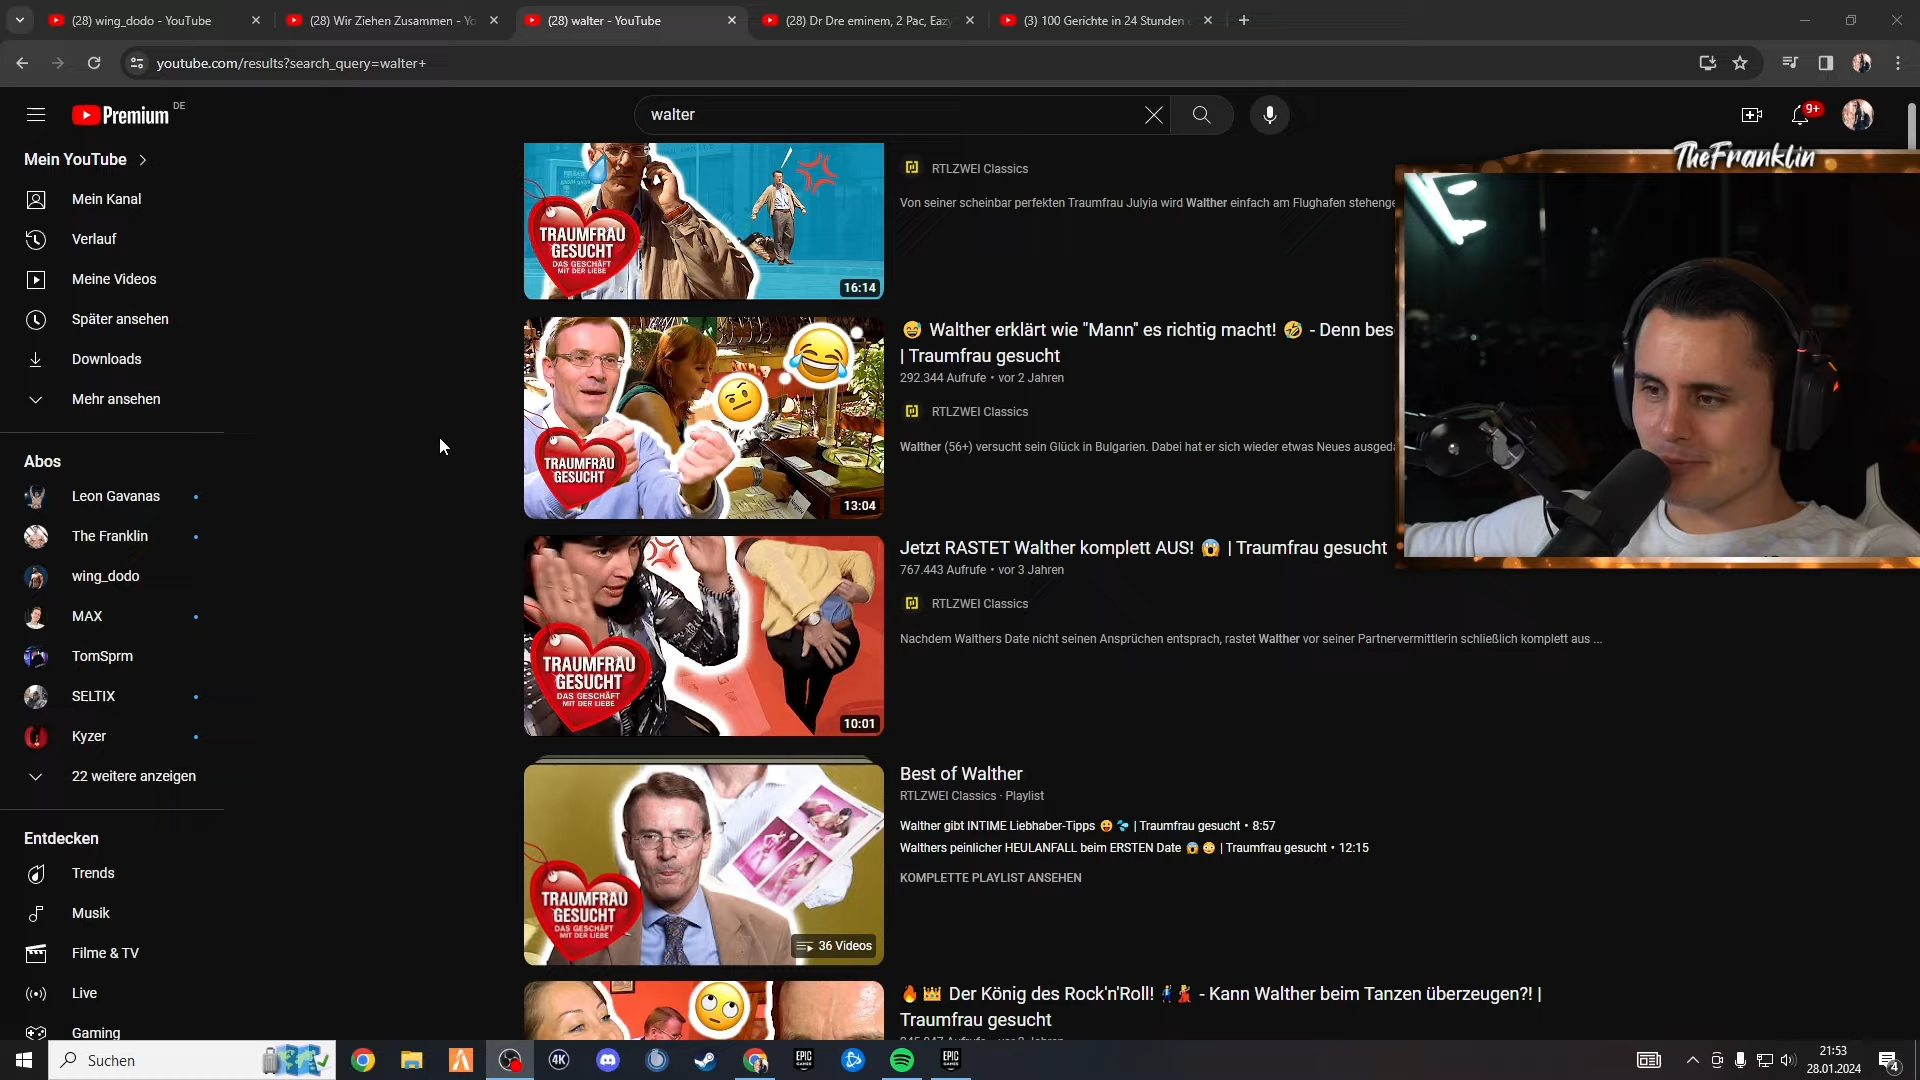 (28) wing_dodo - YouTube
(28) Wir Ziehen Zusammen - Yo
(28) walter - YouTube
(28) Dr Dre eminem, 2 Pac, Eazy
(3) 100 Gerichte in 24 Stunden
youtube.com/results?search_query=walter+
Premium
DE
walter
9+
TheFranklin
Mein YouTube
Mein Kanal
Verlauf
Meine Videos
Später ansehen
Downloads
Mehr ansehen
Abos
Leon Gavanas
The Franklin
wing_dodo
MAX
TomSprm
SELTIX
Kyzer
22 weitere anzeigen
Entdecken
Trends
Musik
Filme & TV
Live
Gaming
TRAUMFRAU
GESUCHT
DAS GESCHÄFT
MIT DER LIEBE
16:14
RTLZWEI Classics
Von seiner scheinbar perfekten Traumfrau Julyia wird Walther einfach am Flughafen stehenge
TRAUMFRAU
GESUCHT
13:04
😅 Walther erklärt wie "Mann" es richtig macht! 🤣 - Denn bes
| Traumfrau gesucht
292.344 Aufrufe • vor 2 Jahren
RTLZWEI Classics
Walther (56+) versucht sein Glück in Bulgarien. Dabei hat er sich wieder etwas Neues ausgeda
TRAUMFRAU
GESUCHT
DAS GESCHÄFT
MIT DER LIEBE
10:01
Jetzt RASTET Walther komplett AUS! 😱 | Traumfrau gesucht
767.443 Aufrufe • vor 3 Jahren
RTLZWEI Classics
Nachdem Walthers Date nicht seinen Ansprüchen entsprach, rastet Walther vor seiner Partnervermittlerin schließlich komplett aus ...
TRAUMFRAU
GESUCHT
DAS GESCHÄFT
MIT DER LIEBE
36 Videos
Best of Walther
RTLZWEI Classics · Playlist
Walther gibt INTIME Liebhaber-Tipps 😛 💦 | Traumfrau gesucht • 8:57
Walthers peinlicher HEULANFALL beim ERSTEN Date 😱 😳 | Traumfrau gesucht • 12:15
KOMPLETTE PLAYLIST ANSEHEN
🔥 👑 Der König des Rock'n'Roll! 🕺 💃 - Kann Walther beim Tanzen überzeugen?! |
Traumfrau gesucht
Suchen
4K
EPIC
GAMES
EPIC
GAMES
21:53
28.01.2024
4